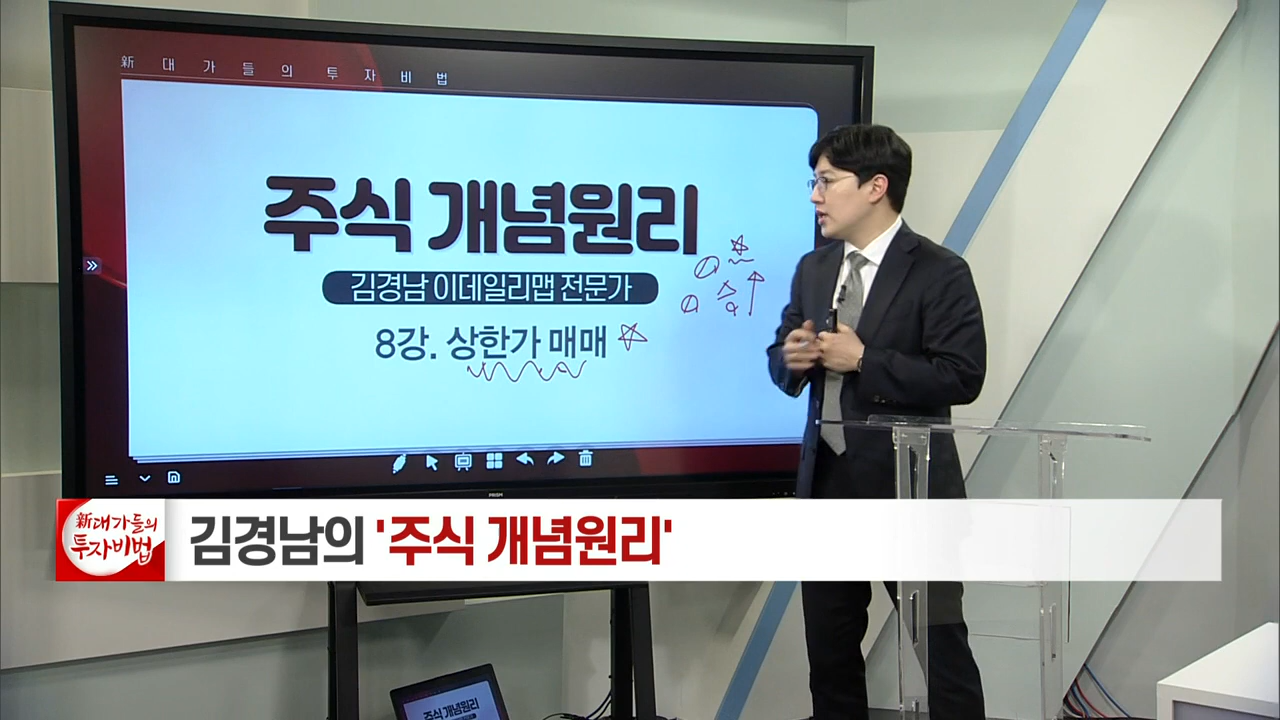 新 대가들의 투자비법
주식 개념원리
김경남 이데일리맵 전문가
8강. 상한가 매매
PRISM
新대가들의
투자비법
김경남의 '주식 개념원리'
주식 개념원리